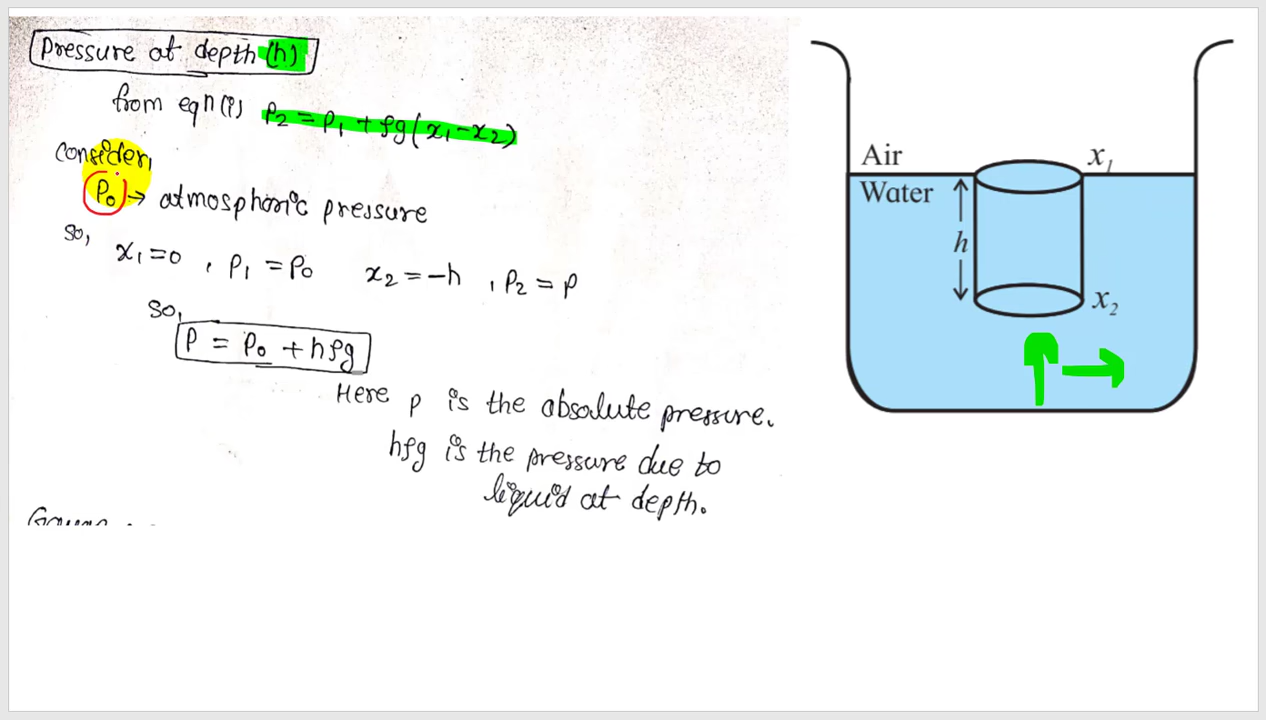 Pressure at depth (h)
from eqn (i) P₂ = P₁ + ρg(x₁-x₂)
Consider,
P₀ → atmosphoric pressure
so,
x₁=0 , P₁ = P₀ x₂ = -h , P₂ = P
So,
P = P₀ + hρg
Here P is the absolute pressure.
hρg is the pressure due to
liquid at depth.
Air
x₁
Water
h
x₂